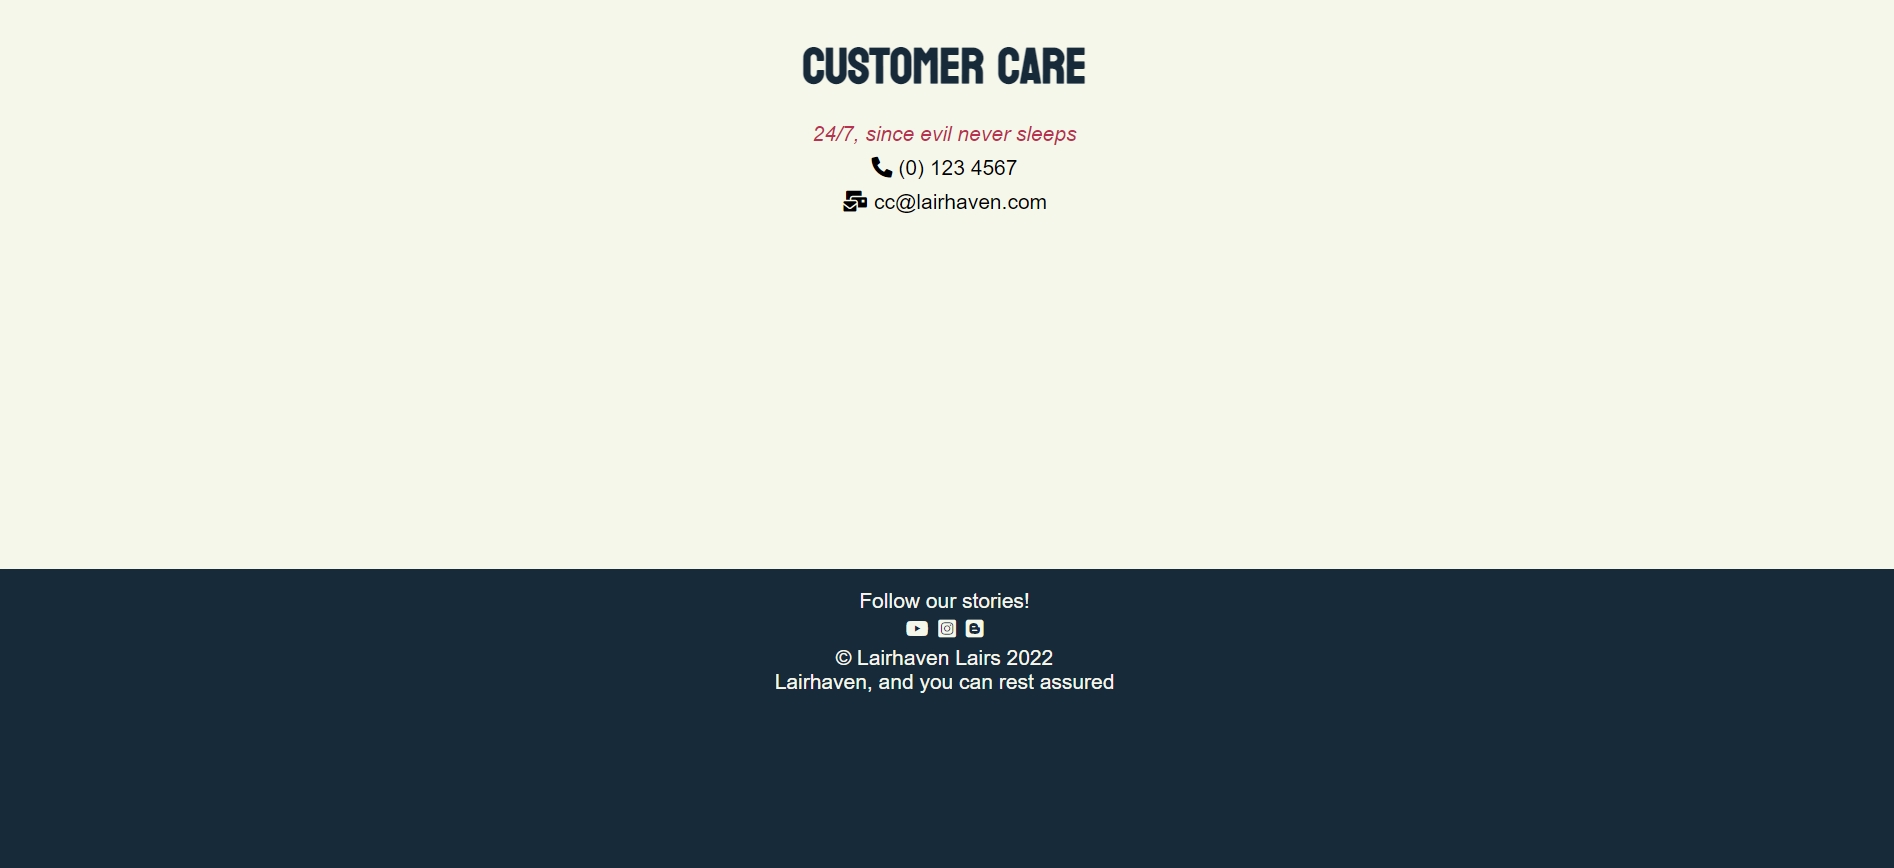 CUSTOMER CARE
24/7, since evil never sleeps
(0) 123 4567
cc@lairhaven.com
Follow our stories!
© Lairhaven Lairs 2022
Lairhaven, and you can rest assured